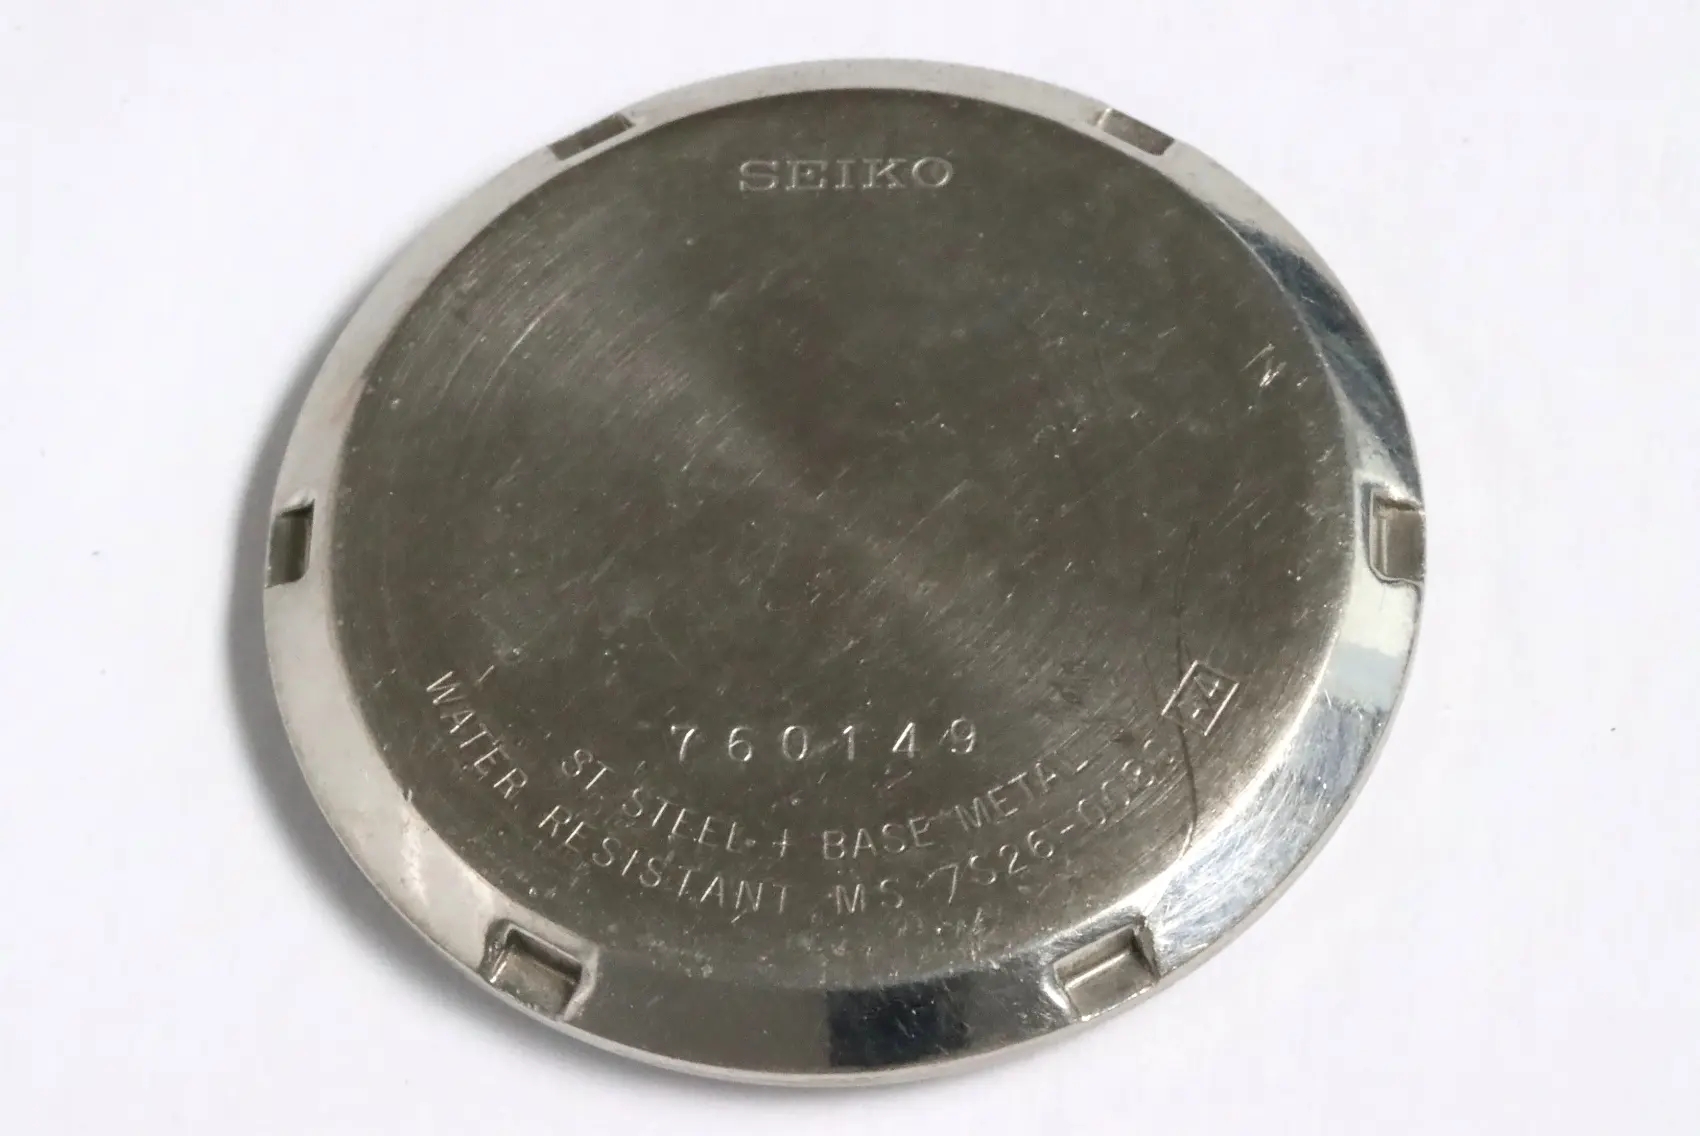 SEIKO
760149
ST. STEEL + BASE METAL
WATER RESISTANT MS 7S26-